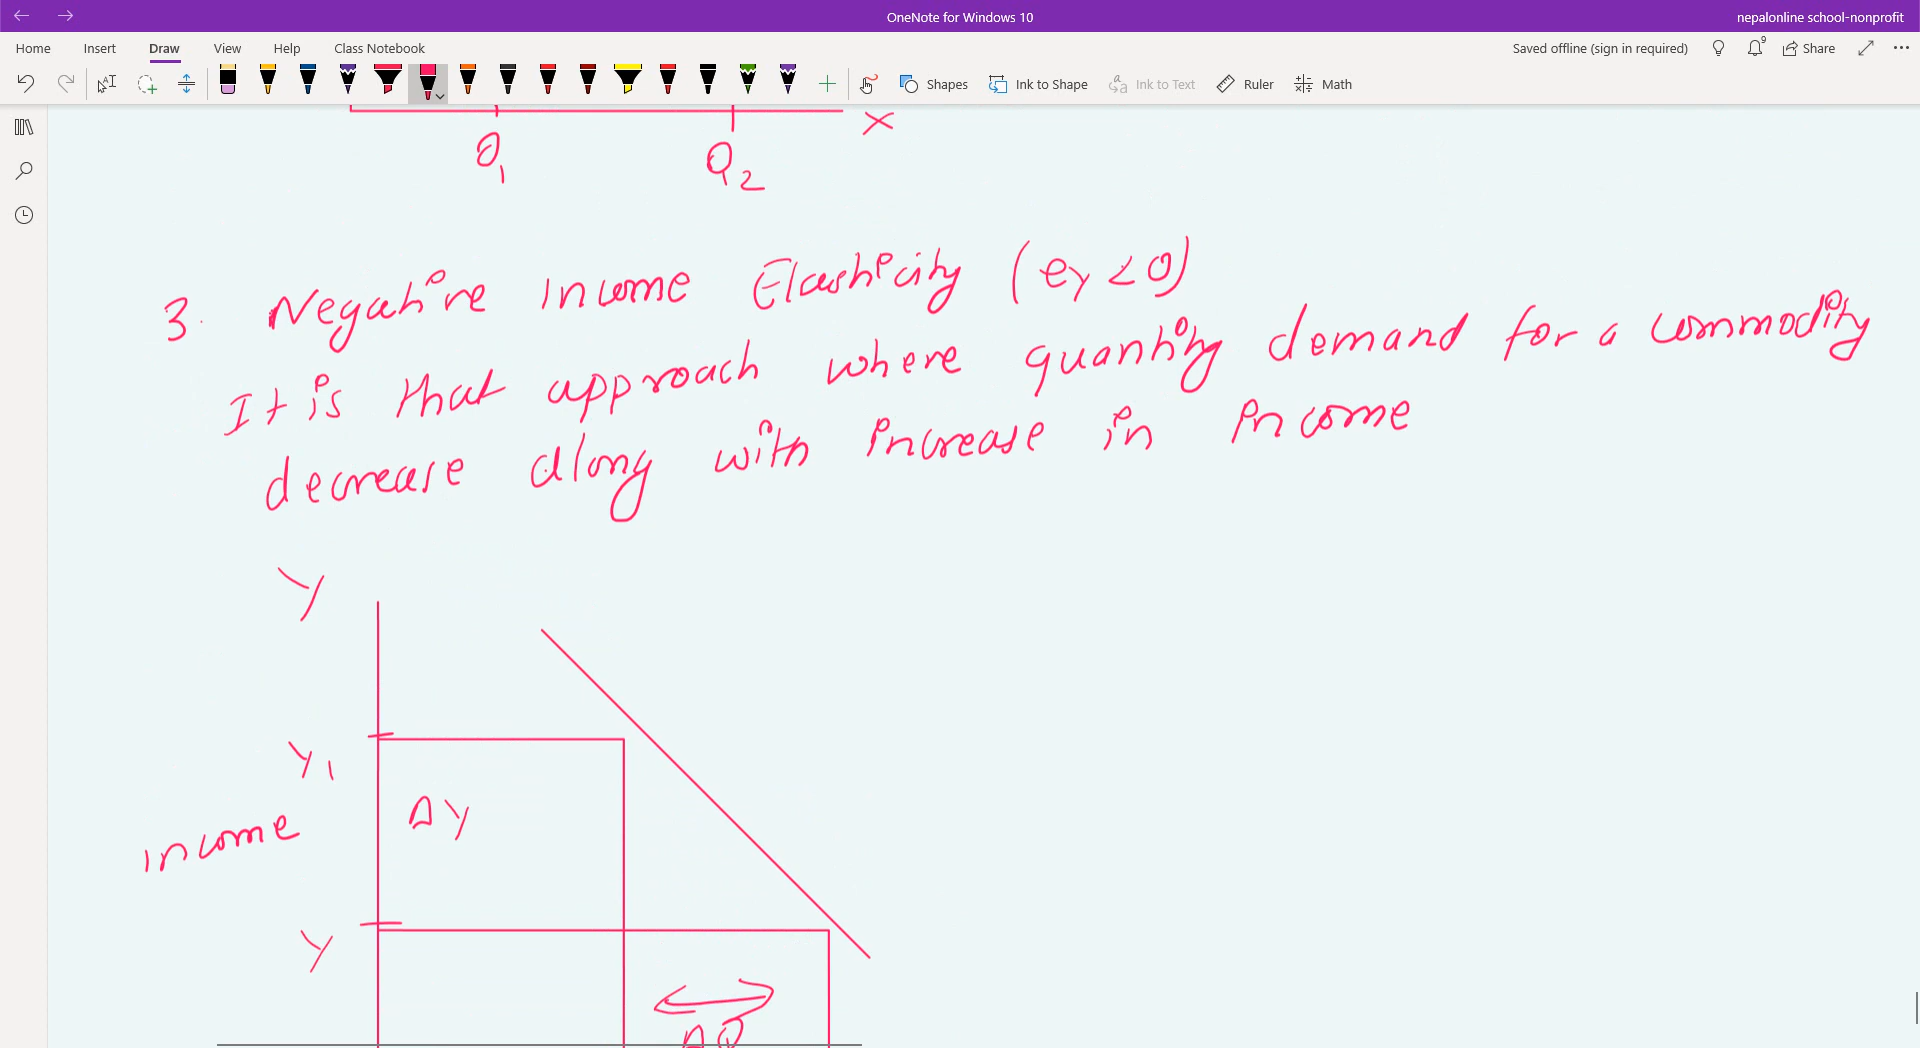 OneNote for Windows 10
nepalonline school-nonprofit
Home Insert Draw View Help Class Notebook
Saved offline (sign in required)
9
Share
Shapes
Ink to Shape
Ink to Text
Ruler
Math
X
Q1
Q2
3. Negative Income Elasticity (ey < 0)
It is that approach where quantity demand for a commodity
decrease along with increase in income
Y
Y1
ΔY
income
Y
ΔQ